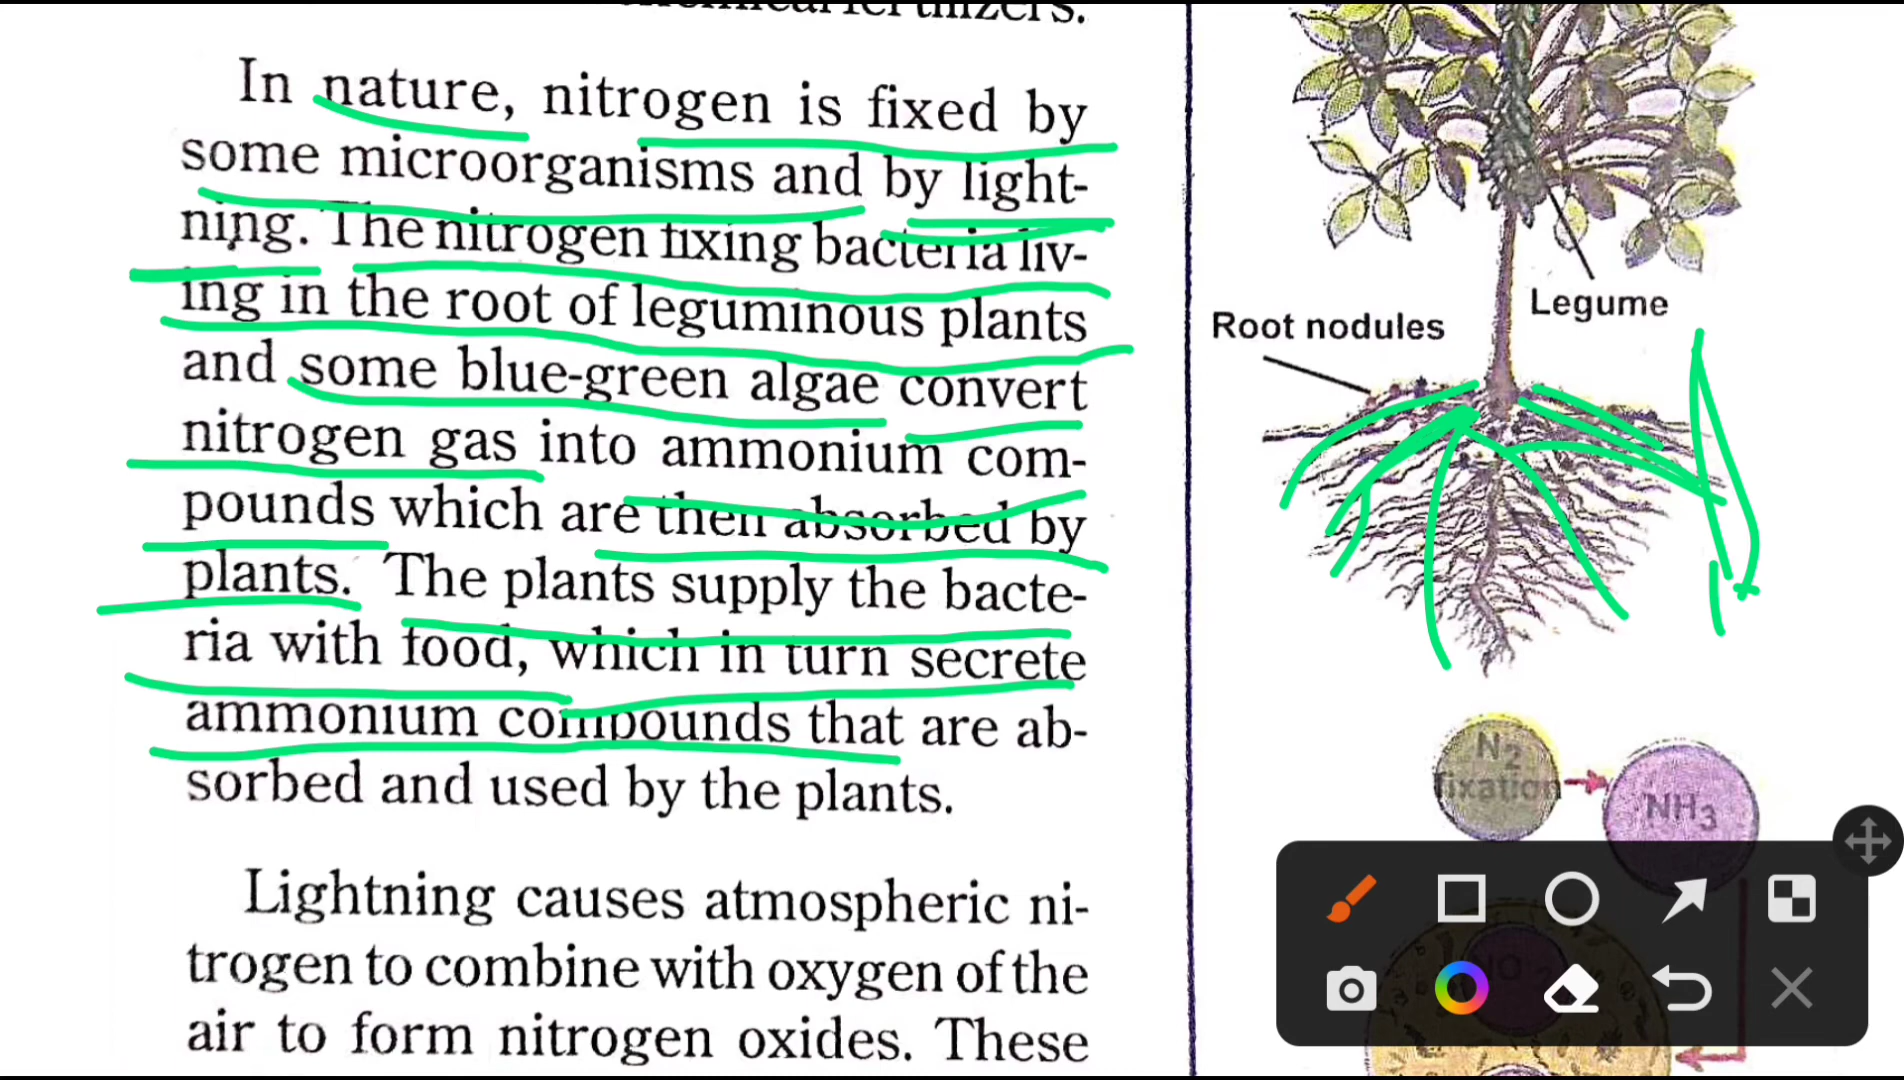 fertilizers.
In nature, nitrogen is fixed by
some microorganisms and by light-
ning. The nitrogen fixing bacteria liv-
ing in the root of leguminous plants
and some blue-green algae convert
nitrogen gas into ammonium com-
pounds which are then absorbed by
plants. The plants supply the bacte-
ria with food, which in turn secrete
ammonium compounds that are ab-
sorbed and used by the plants.
Lightning causes atmospheric ni-
trogen to combine with oxygen of the
air to form nitrogen oxides. These
Legume
Root nodules
N2
fixation
NH3